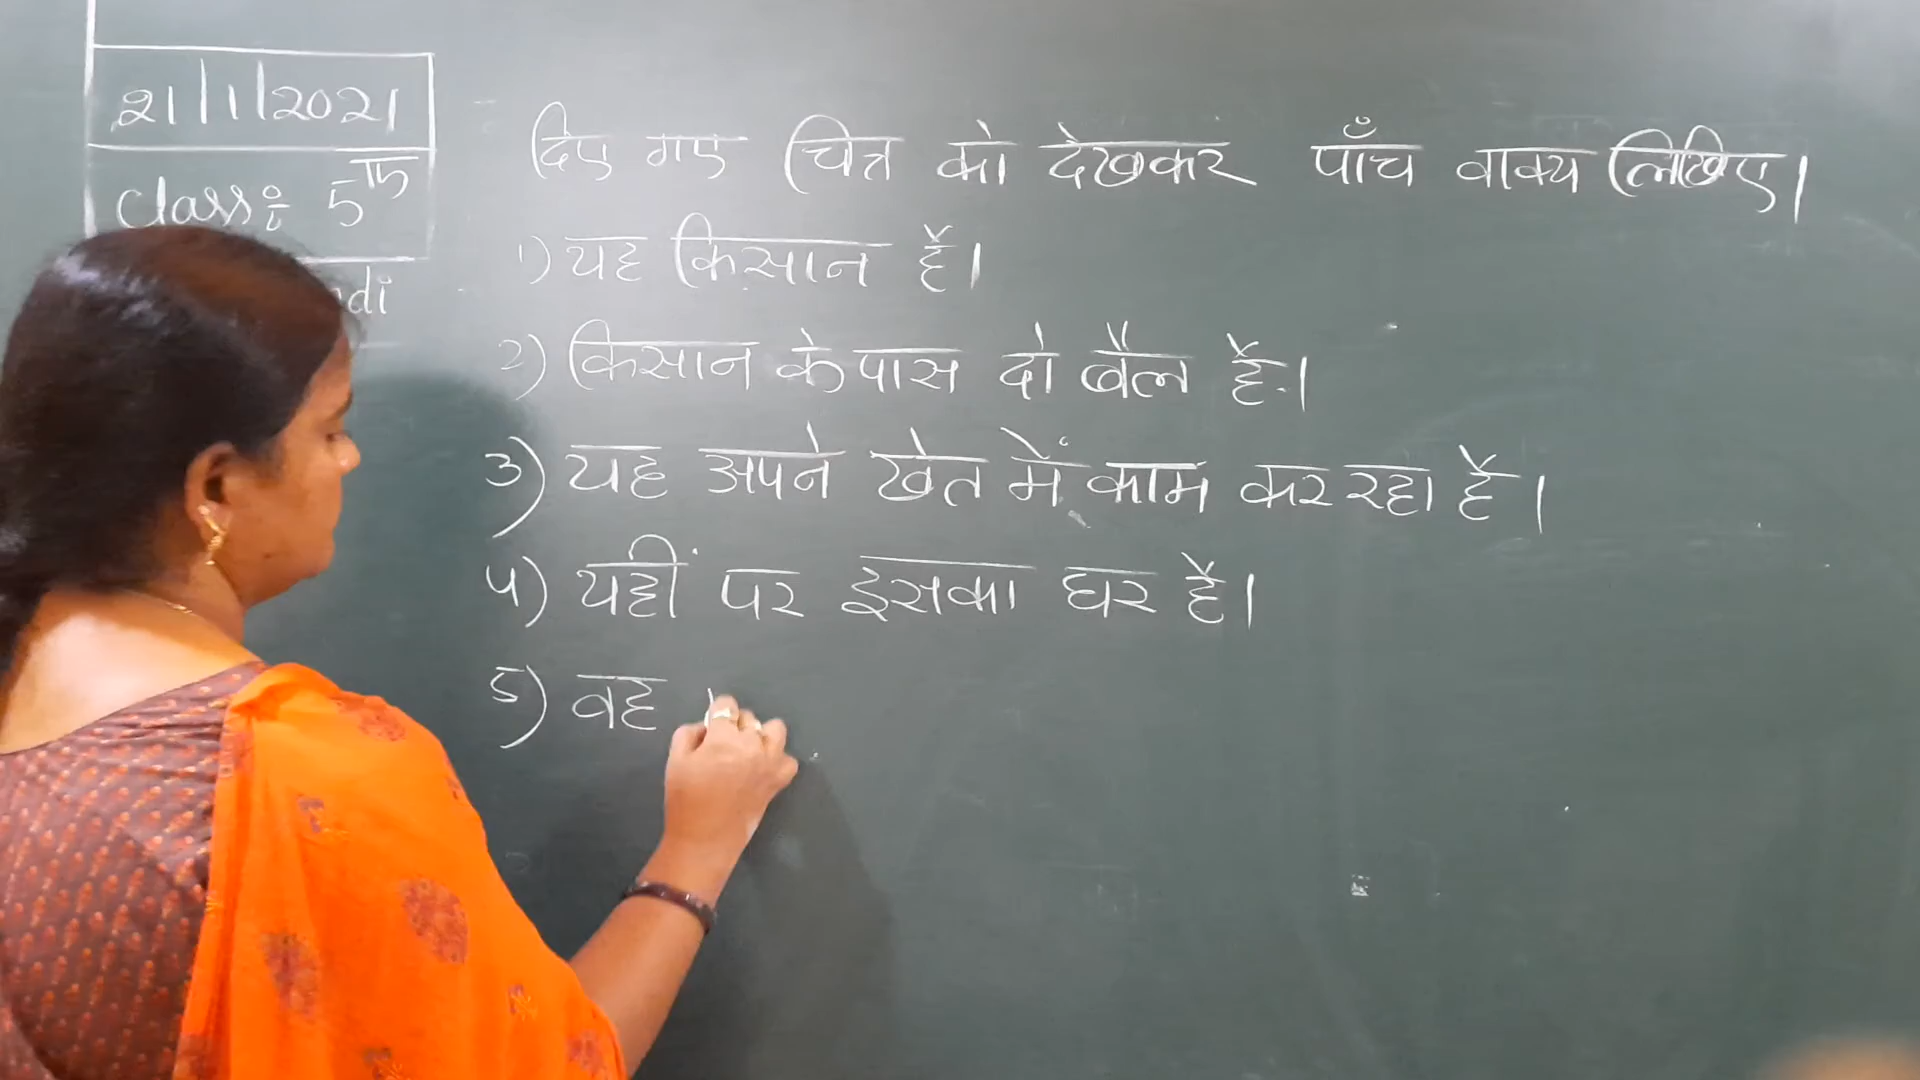 21/1/2021
Class: 5th
ndi
दिए गए चित्र को देखकर पाँच वाक्य लिखिए।
1) यह किसान है।
2) किसान के पास दो बैल है।
3) यह अपने खेत में काम कर रहा है।
4) यहीं पर इसका घर है।
5) वह